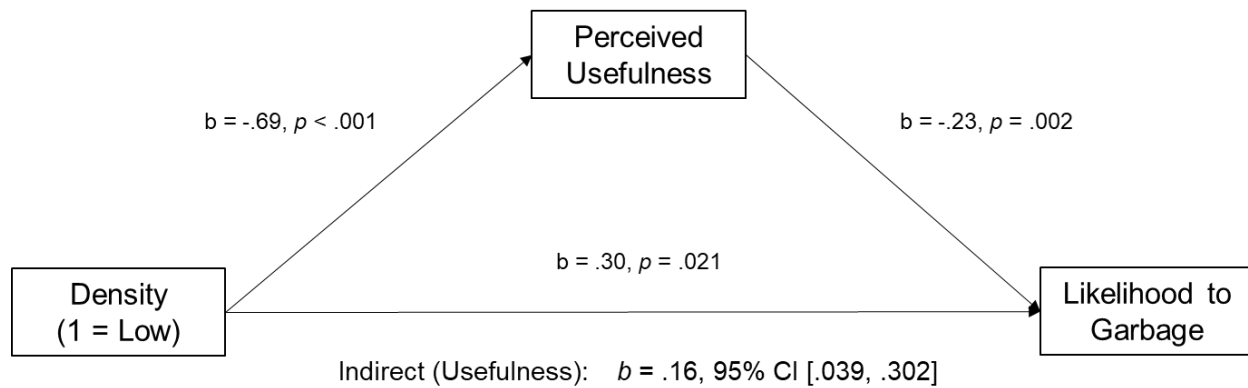 Perceived
Usefulness
b = -.69, p < .001
b = -.23, p = .002
b = .30, p = .021
Density
(1 = Low)
Likelihood to
Garbage
Indirect (Usefulness): b = .16, 95% CI [.039, .302]